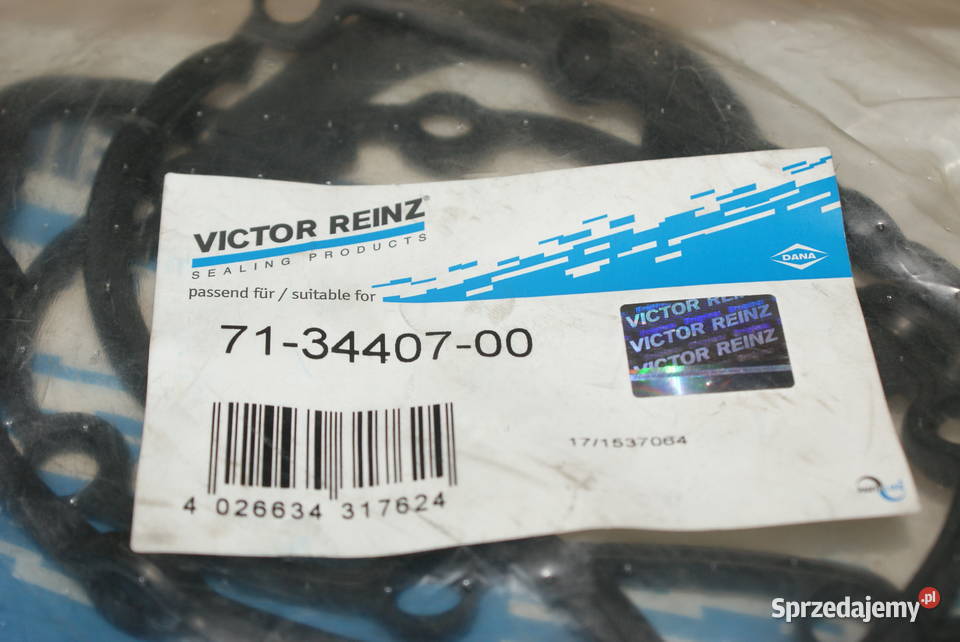 VICTOR REINZ®
SEALING PRODUCTS
passend für / suitable for
DANA
71-34407-00
VICTOR REINZ
VICTOR REINZ
VICTOR REINZ
17/1537064
4 026634 317624
Sprzedajemy.pl